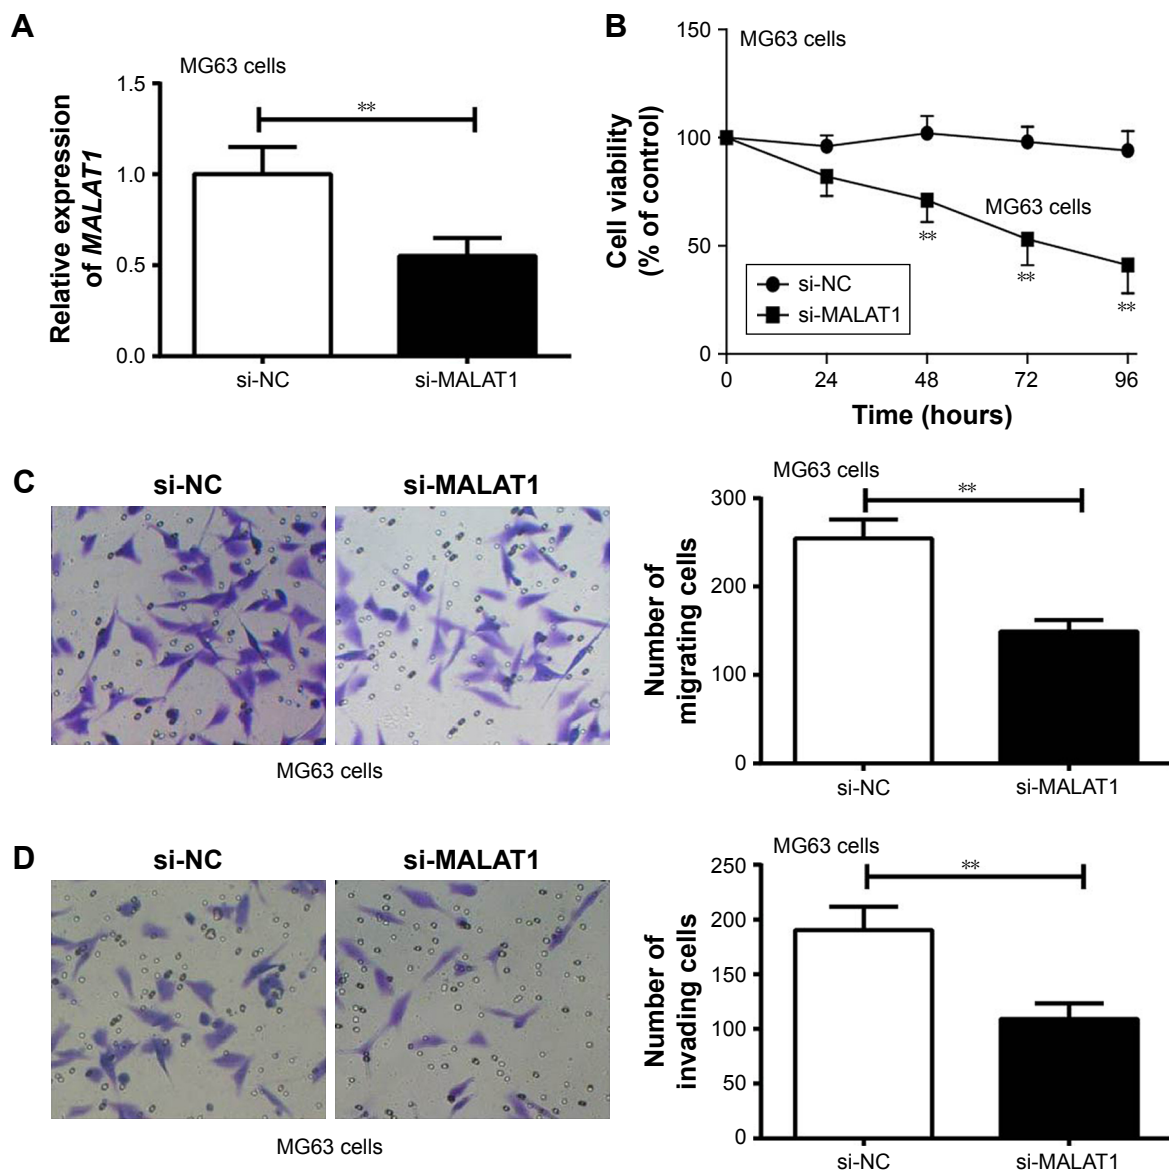 A
MG63 cells
Relative expression
of MALAT1
1.5
1.0
0.5
0.0
**
si-NC
si-MALAT1
B
MG63 cells
Cell viability
(% of control)
150
100
50
0
MG63 cells
**
**
**
si-NC
si-MALAT1
0
24
48
72
96
Time (hours)
C
si-NC
si-MALAT1
MG63 cells
MG63 cells
Number of
migrating cells
300
200
100
0
**
si-NC
si-MALAT1
D
si-NC
si-MALAT1
MG63 cells
MG63 cells
Number of
invading cells
250
200
150
100
50
0
**
si-NC
si-MALAT1